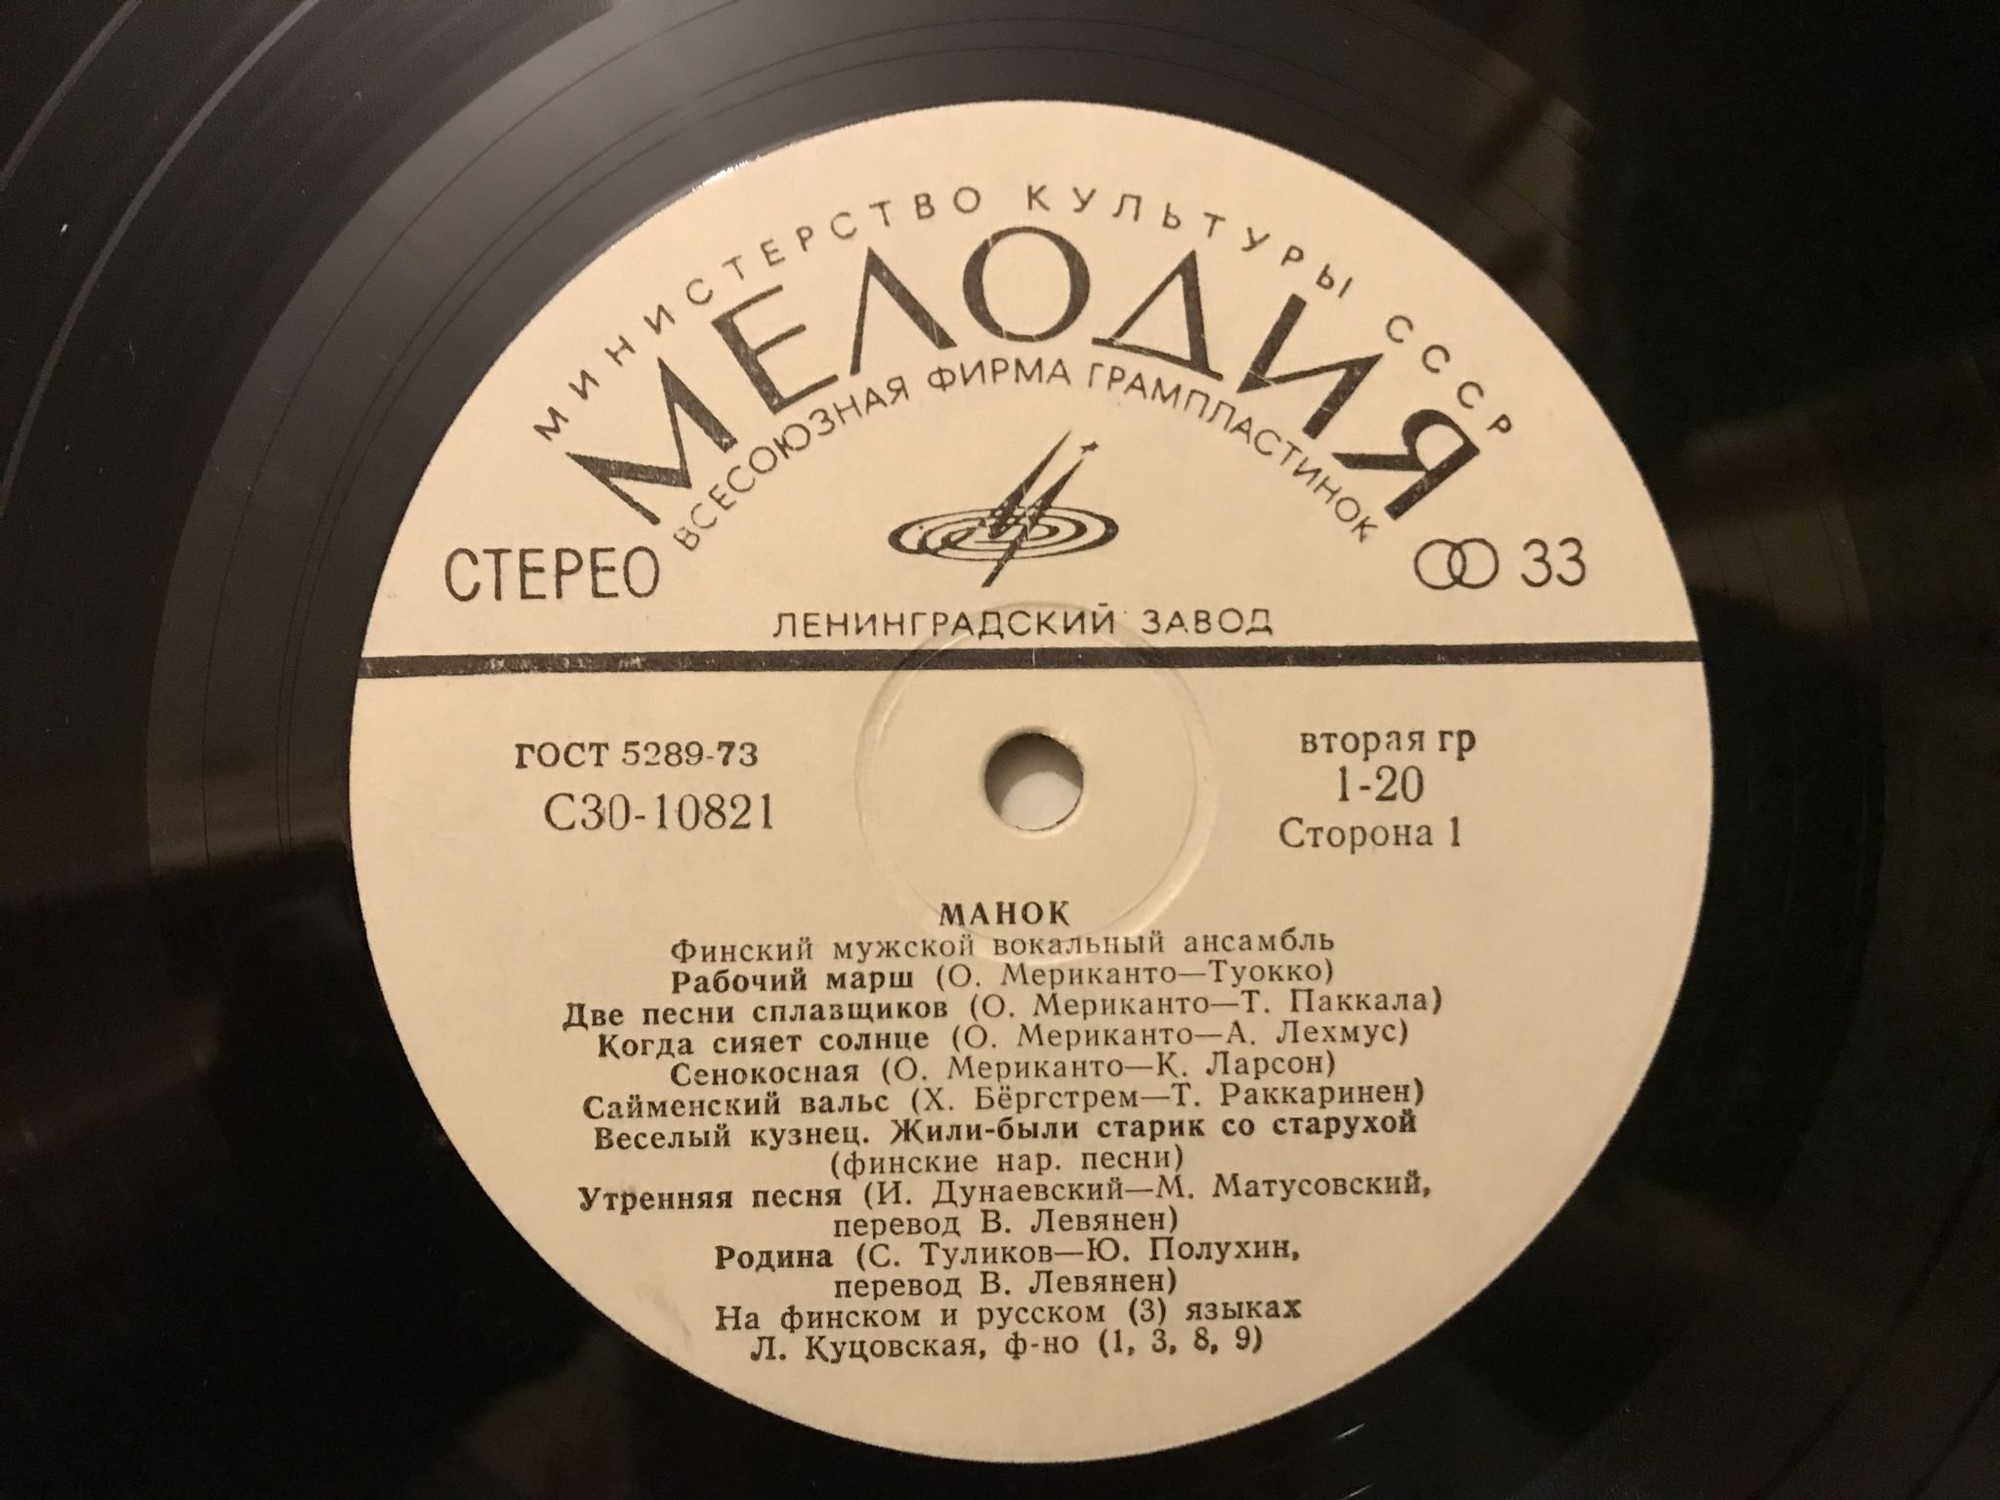 МИНИСТЕРСТВО КУЛЬТУРЫ СССР
МЕЛОДИЯ
ВСЕСОЮЗНАЯ ФИРМА ГРАМПЛАСТИНОК
СТЕРЕО
33
ЛЕНИНГРАДСКИЙ ЗАВОД
ГОСТ 5289-73
С30-10821
вторая гр
1-20
Сторона 1
МАНОК
Финский мужской вокальный ансамбль
Рабочий марш (О. Мериканто—Туокко)
Две песни сплавщиков (О. Мериканто—Т. Паккала)
Когда сияет солнце (О. Мериканто—А. Лехмус)
Сенокосная (О. Мериканто—К. Ларсон)
Сайменский вальс (Х. Бёргстрем—Т. Раккаринен)
Веселый кузнец. Жили-были старик со старухой
(финские нар. песни)
Утренняя песня (И. Дунаевский—М. Матусовский,
перевод В. Левянен)
Родина (С. Туликов—Ю. Полухин,
перевод В. Левянен)
На финском и русском (3) языках
Л. Куцовская, ф-но (1, 3, 8, 9)